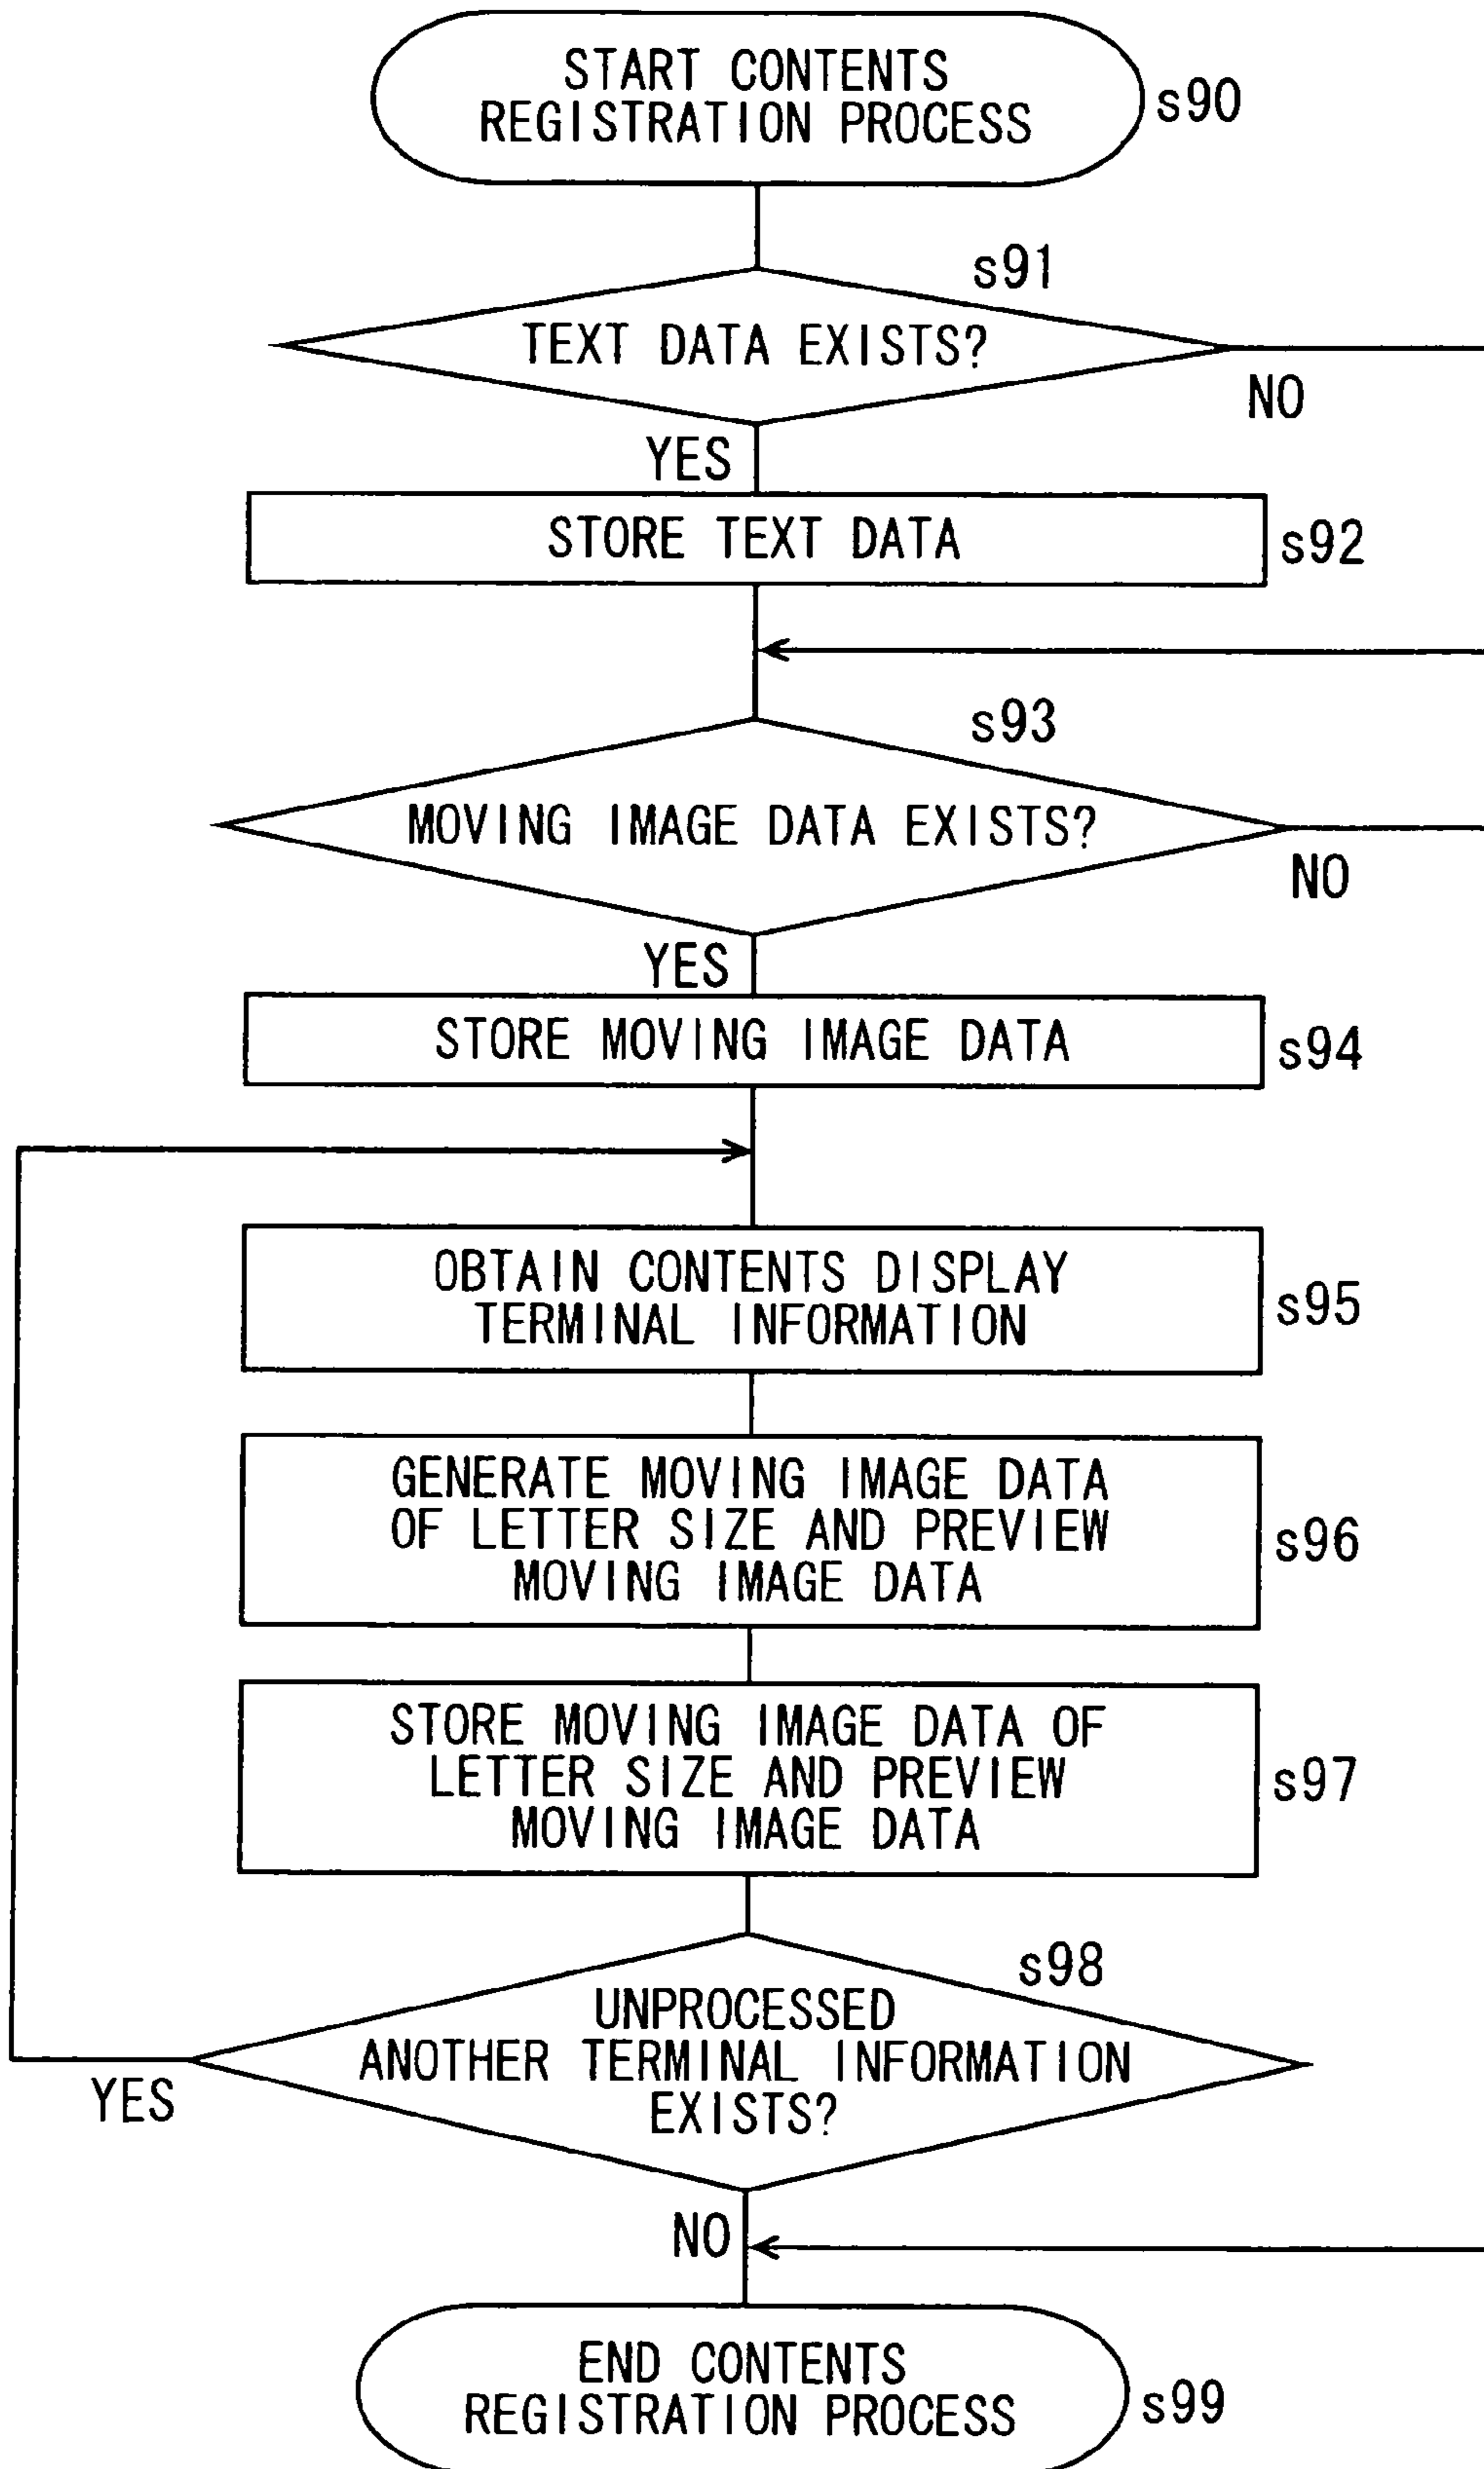 START CONTENTS
REGISTRATION PROCESS
s90
s91
TEXT DATA EXISTS?
NO
YES
STORE TEXT DATA
s92
s93
MOVING IMAGE DATA EXISTS?
NO
YES
STORE MOVING IMAGE DATA
s94
OBTAIN CONTENTS DISPLAY
TERMINAL INFORMATION
s95
GENERATE MOVING IMAGE DATA
OF LETTER SIZE AND PREVIEW
MOVING IMAGE DATA
s96
STORE MOVING IMAGE DATA OF
LETTER SIZE AND PREVIEW
MOVING IMAGE DATA
s97
s98
UNPROCESSED
ANOTHER TERMINAL INFORMATION
EXISTS?
YES
NO
END CONTENTS
REGISTRATION PROCESS
s99